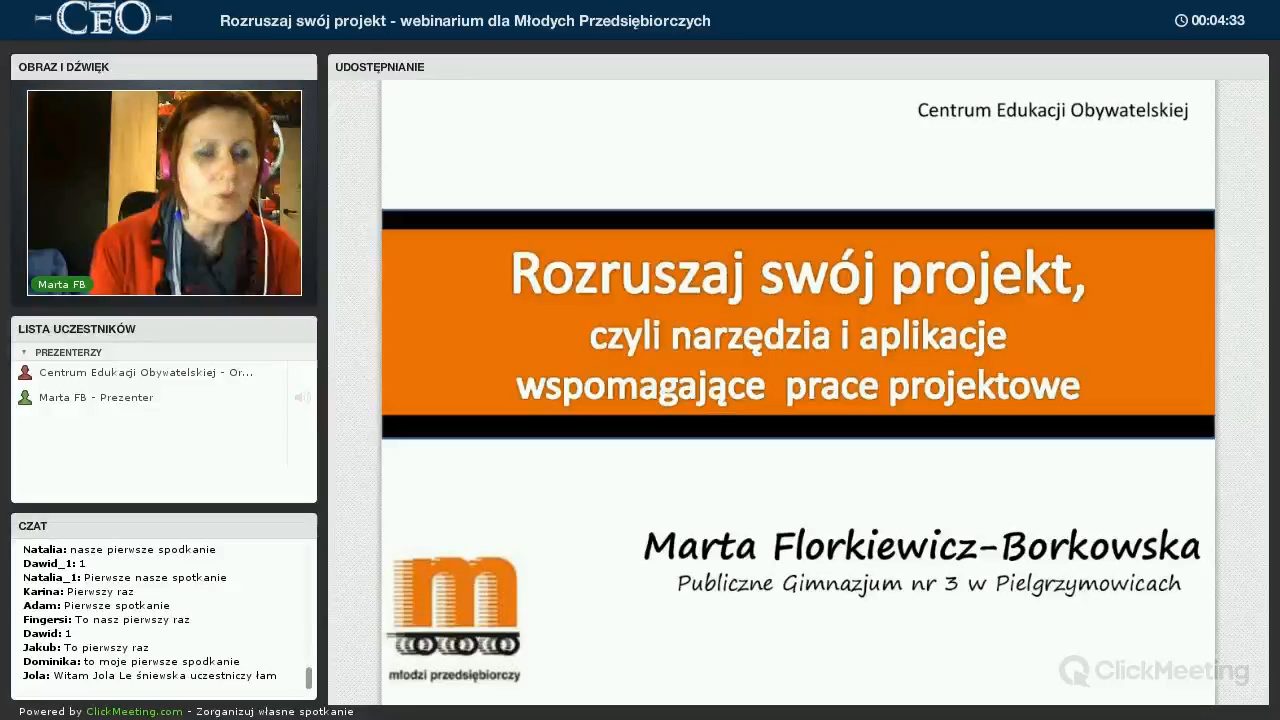 CEO
Rozruszaj swój projekt - webinarium dla Młodych Przedsiębiorczych
00:04:33
OBRAZ I DŹWIĘK
Marta FB
LISTA UCZESTNIKÓW
PREZENTERZY
Centrum Edukacji Obywatelskiej - Or...
Marta FB - Prezenter
CZAT
Natalia: nasze pierwsze spodkanie
Dawid_1: 1
Natalia_1: Pierwsze nasze spotkanie
Karina: Pierwszy raz
Adam: Pierwsze spotkanie
Fingersi: To nasz pierwszy raz
Dawid: 1
Jakub: To pierwszy raz
Dominika: to moje pierwsze spodkanie
Jola: Witam Jola Le śniewska uczestniczy łam
Powered by ClickMeeting.com - Zorganizuj własne spotkanie
UDOSTĘPNIANIE
Centrum Edukacji Obywatelskiej
Rozruszaj swój projekt,
czyli narzędzia i aplikacje
wspomagające prace projektowe
Marta Florkiewicz-Borkowska
Publiczne Gimnazjum nr 3 w Pielgrzymowicach
m
młodzi przedsiębiorczy
ClickMeeting